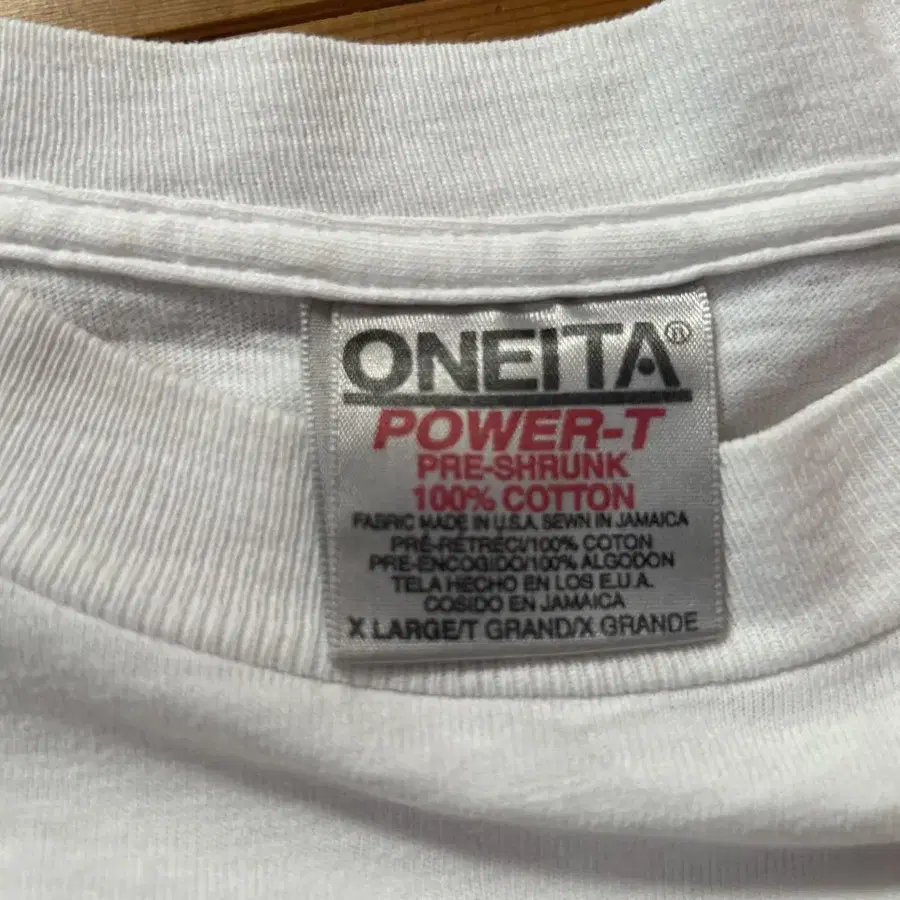 ONEITA®
POWER-T
PRE-SHRUNK
100% COTTON
FABRIC MADE IN U.S.A. SEWN IN JAMAICA
PRÉ-RÉTRÉCI/100% COTON
PRE-ENCOGIDO/100% ALGODON
TELA HECHO EN LOS E.U.A.
COSIDO EN JAMAICA
X LARGE/T GRAND/X GRANDE